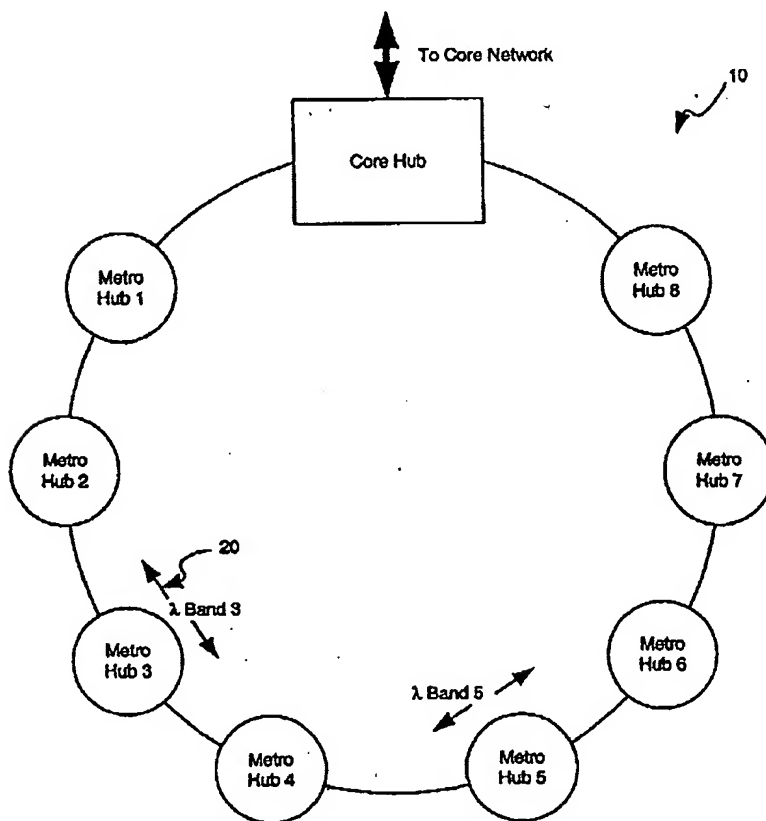 To Core Network
10
Core Hub
Metro
Hub 1
Metro
Hub 8
Metro
Hub 2
Metro
Hub 7
20
λ Band 3
Metro
Hub 3
Metro
Hub 6
λ Band 5
Metro
Hub 4
Metro
Hub 5